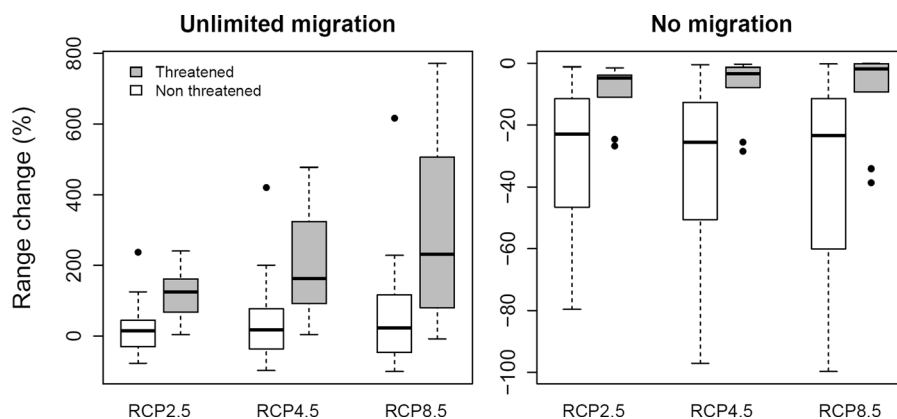 Unlimited migration
No migration
Range change (%)
800
600
400
200
0
Threatened
Non threatened
RCP2.5
RCP4.5
RCP8.5
0
−20
−40
−60
−80
−100
RCP2.5
RCP4.5
RCP8.5